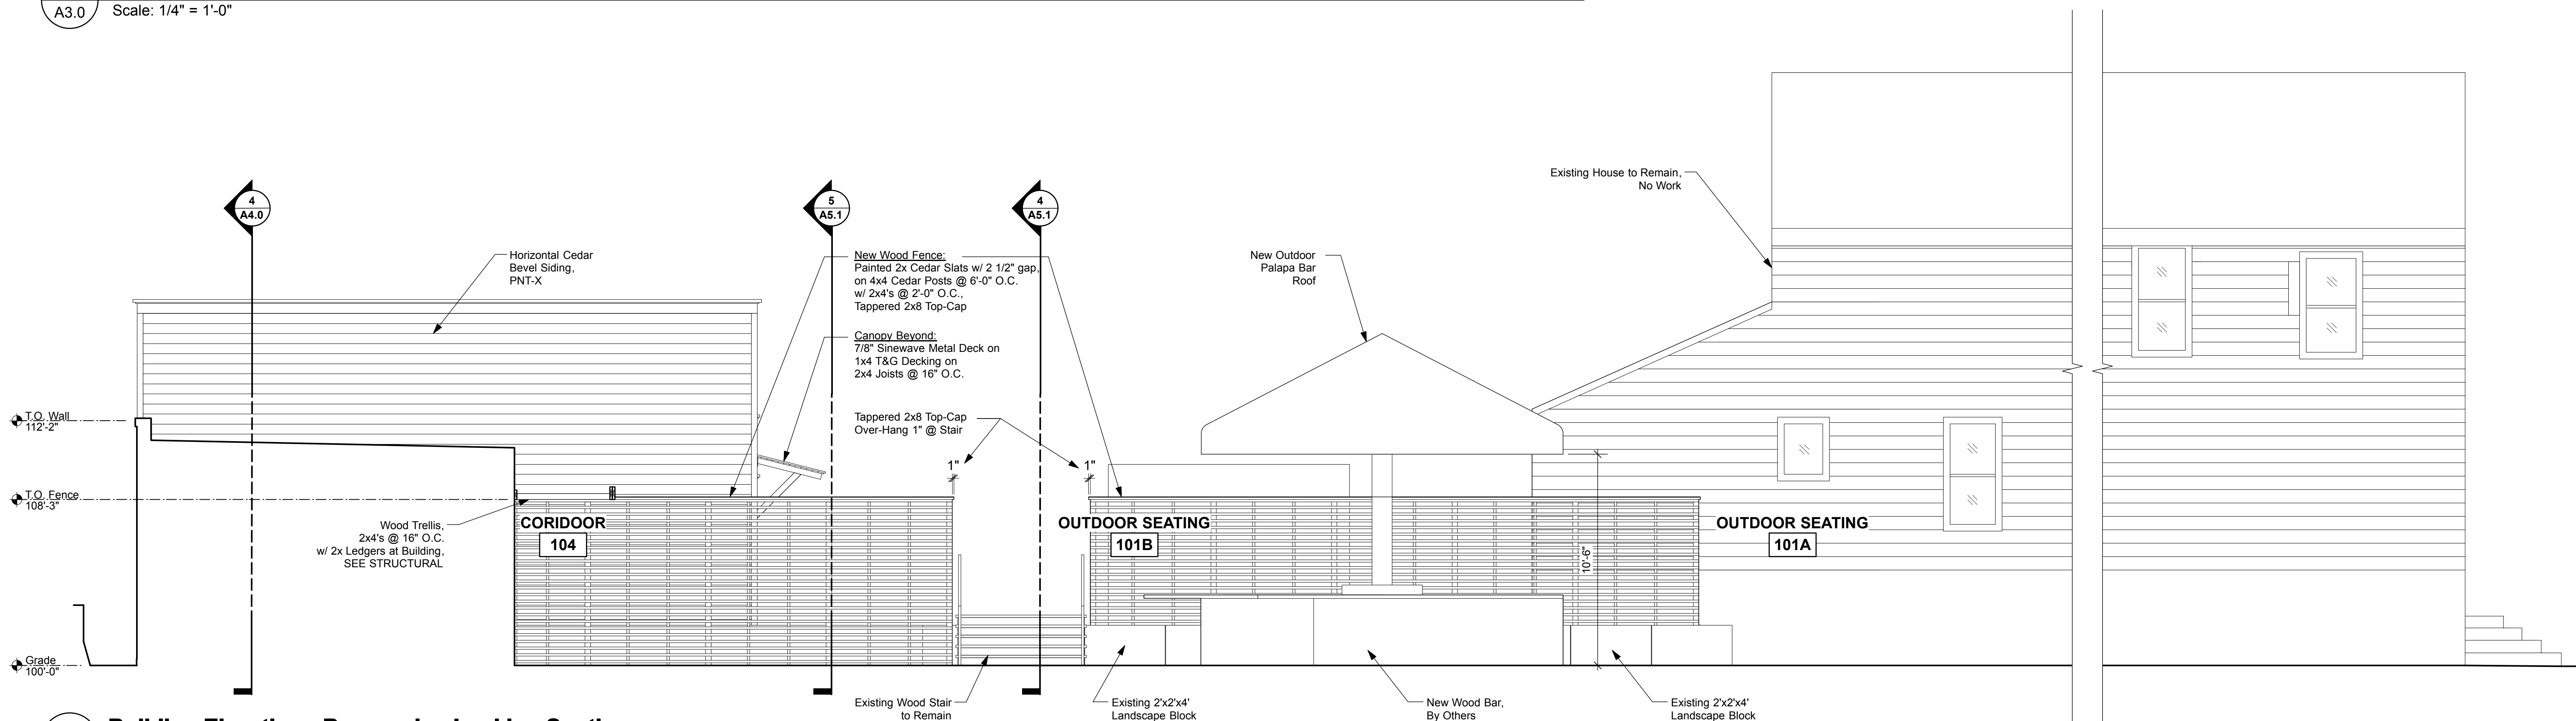 A3.0
Scale: 1/4" = 1'-0"
4
A4.0
5
A5.1
4
A5.1
Existing House to Remain,
No Work
Horizontal Cedar
Bevel Siding,
PNT-X
New Wood Fence:
Painted 2x Cedar Slats w/ 2 1/2" gap,
on 4x4 Cedar Posts @ 6'-0" O.C.
w/ 2x4's @ 2'-0" O.C.,
Tappered 2x8 Top-Cap
New Outdoor
Palapa Bar
Roof
Canopy Beyond:
7/8" Sinewave Metal Deck on
1x4 T&G Decking on
2x4 Joists @ 16" O.C.
T.O. Wall
112'-2"
Tappered 2x8 Top-Cap
Over-Hang 1" @ Stair
1"
1"
T.O. Fence
108'-3"
Wood Trellis,
2x4's @ 16" O.C.
w/ 2x Ledgers at Building,
SEE STRUCTURAL
CORIDOOR
104
OUTDOOR SEATING
101B
OUTDOOR SEATING
101A
10'-6"
Grade
100'-0"
Existing Wood Stair
to Remain
Existing 2'x2'x4'
Landscape Block
New Wood Bar,
By Others
Existing 2'x2'x4'
Landscape Block